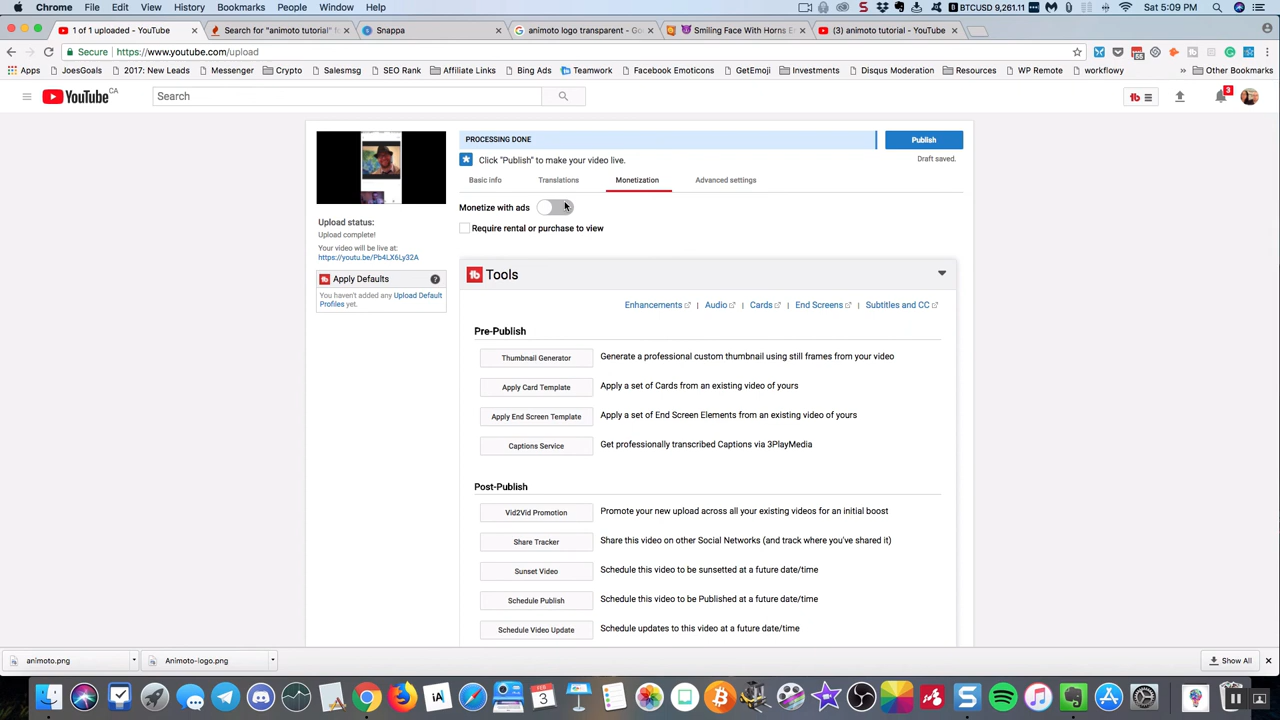 Chrome File Edit View History Bookmarks People Window Help BTCUSD 9,261.11 Sat 5:09 PM
1 of 1 uploaded - YouTube Search for "animoto tutorial" Snappa animoto logo transparent - Go Smiling Face With Horns E (3) animoto tutorial - YouTube
Secure https://www.youtube.com/upload
Apps JoesGoals 2017: New Leads Messenger Crypto Salesmsg SEO Rank Affiliate Links Bing Ads Teamwork Facebook Emoticons GetEmoji Investments Disqus Moderation Resources WP Remote workflowy » Other Bookmarks
YouTube CA Search 3
PROCESSING DONE Publish
Click "Publish" to make your video live. Draft saved.
Basic info Translations Monetization Advanced settings
Monetize with ads
Require rental or purchase to view
Upload status:
Upload complete!
Your video will be live at:
https://youtu.be/Pb4LX6Ly32A
Apply Defaults ?
You haven't added any Upload Default
Profiles yet.
tb Tools
Enhancements | Audio | Cards | End Screens | Subtitles and CC
Pre-Publish
Thumbnail Generator Generate a professional custom thumbnail using still frames from your video
Apply Card Template Apply a set of Cards from an existing video of yours
Apply End Screen Template Apply a set of End Screen Elements from an existing video of yours
Captions Service Get professionally transcribed Captions via 3PlayMedia
Post-Publish
Vid2Vid Promotion Promote your new upload across all your existing videos for an initial boost
Share Tracker Share this video on other Social Networks (and track where you've shared it)
Sunset Video Schedule this video to be sunsetted at a future date/time
Schedule Publish Schedule this video to be Published at a future date/time
Schedule Video Update Schedule updates to this video at a future date/time
animoto.png Animoto-logo.png Show All
iA FEB 3